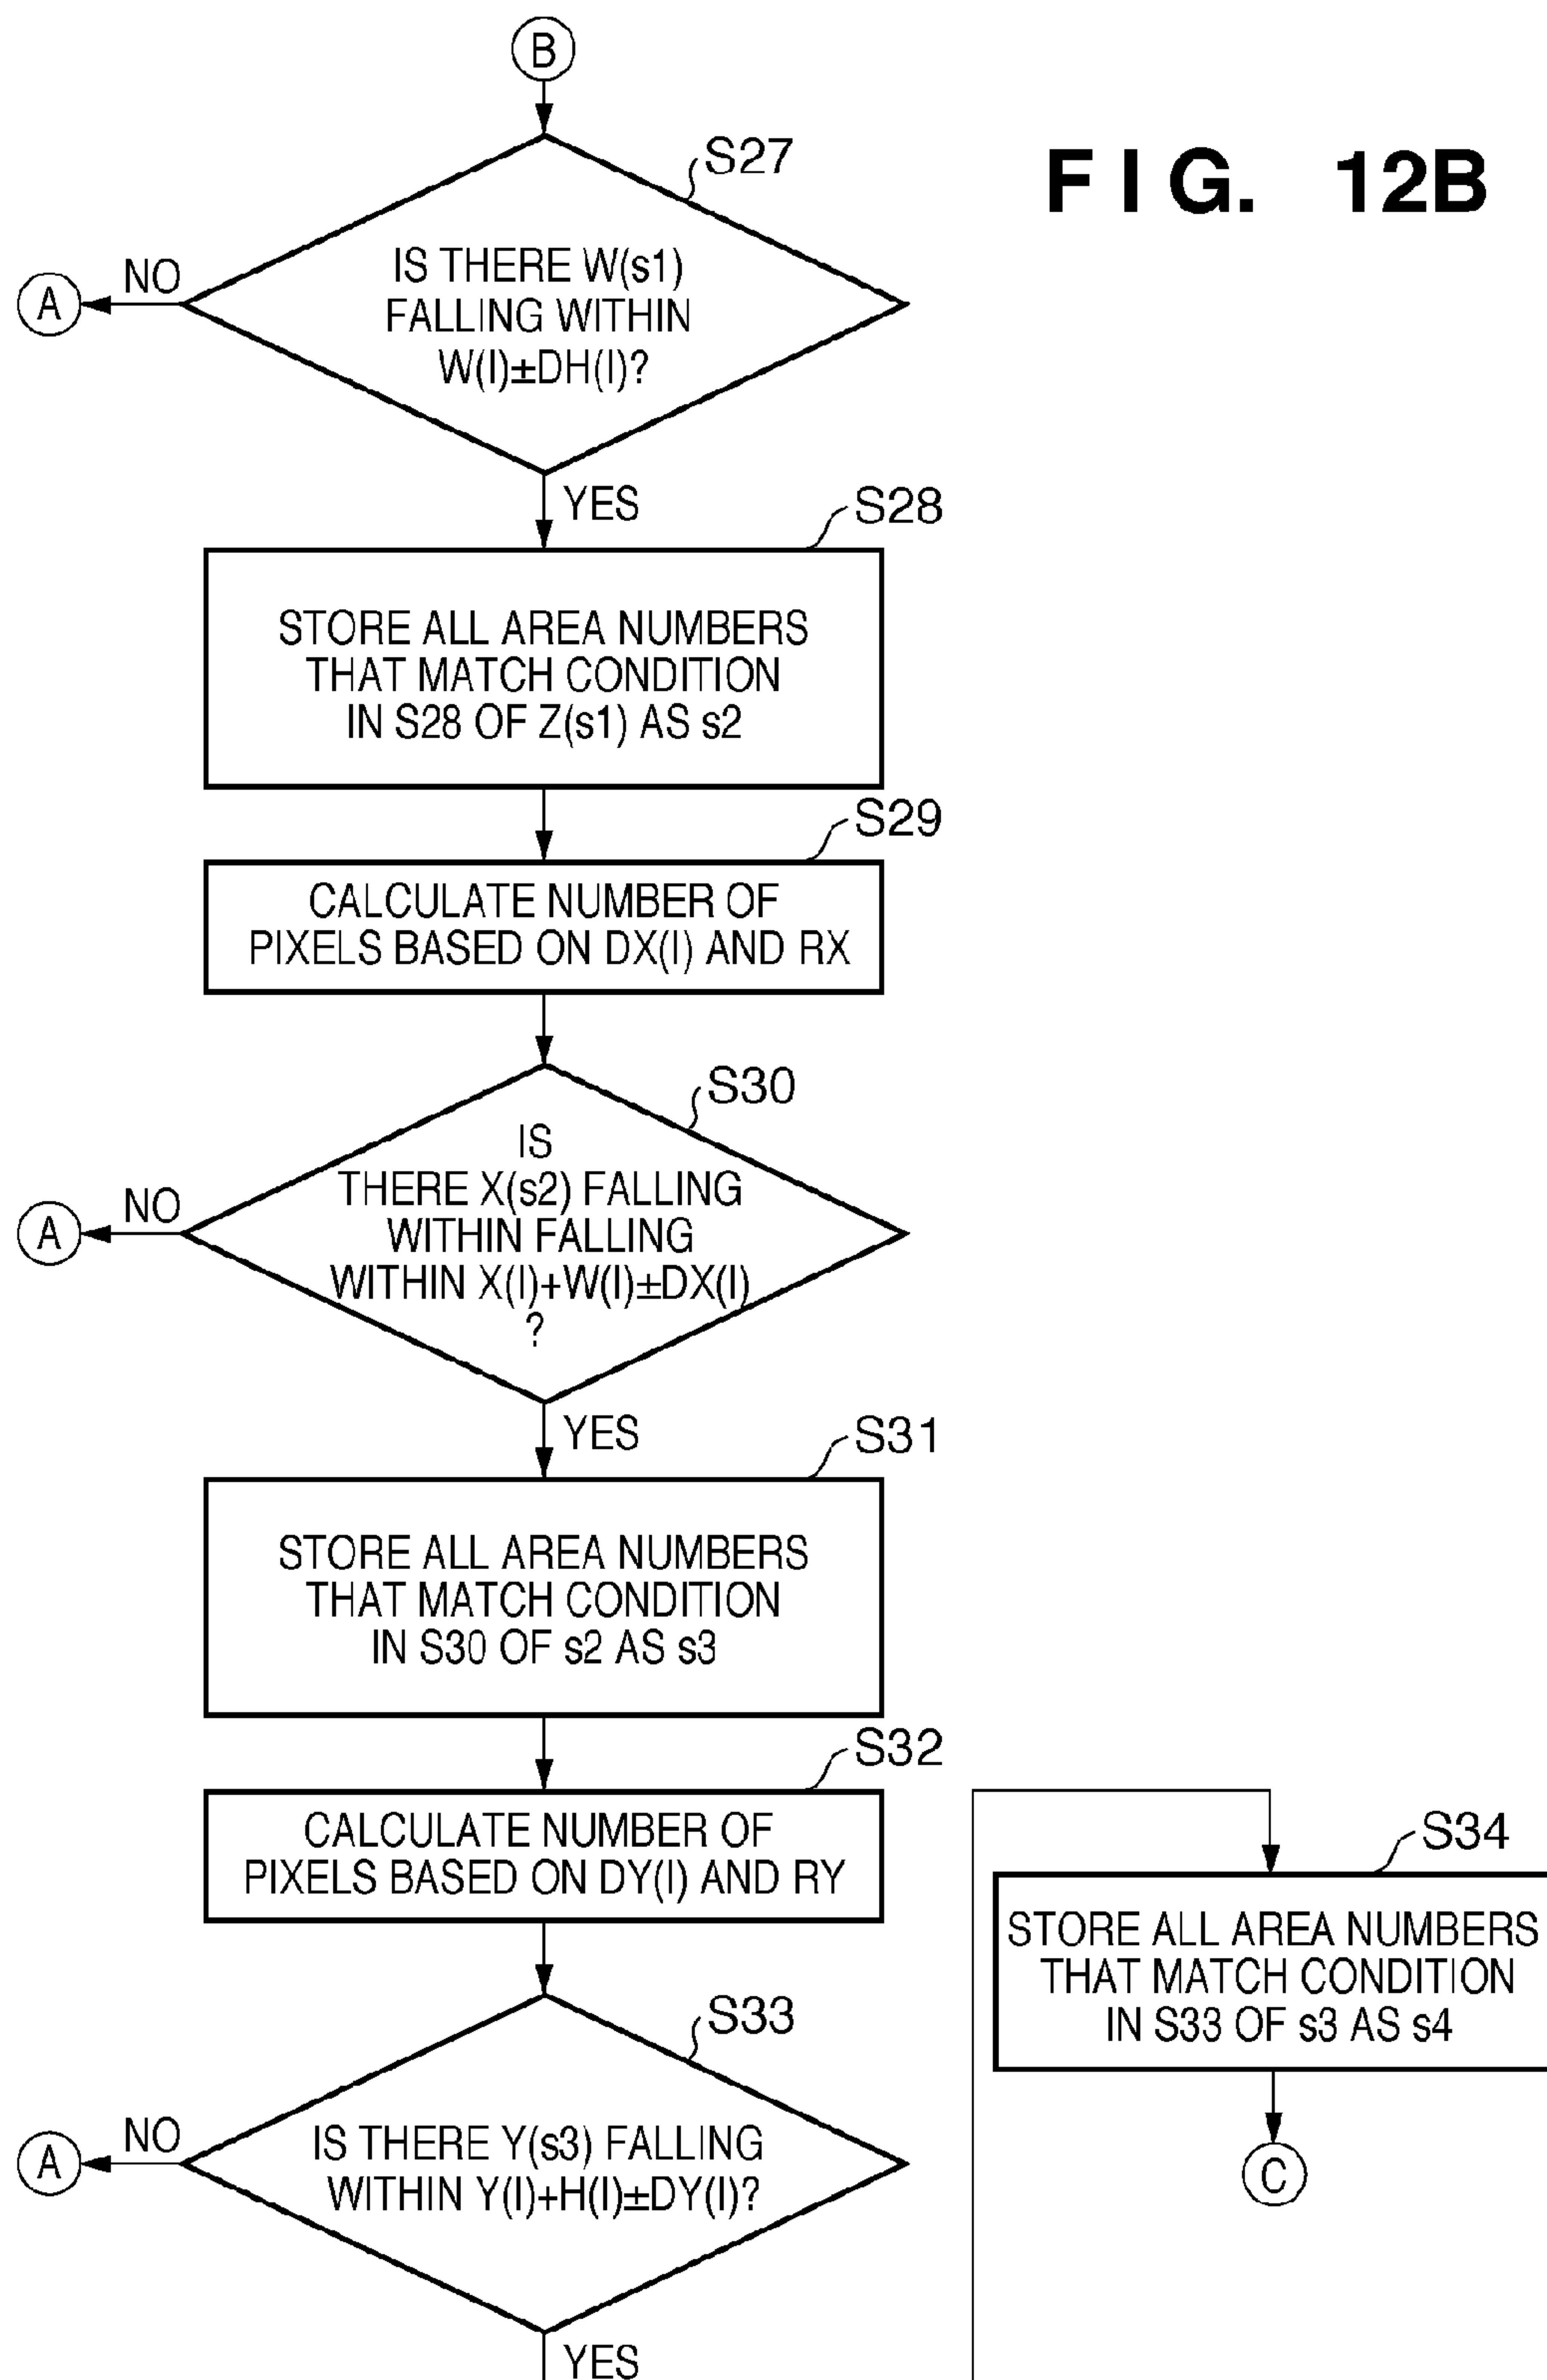 B
FIG. 12B
S27
IS THERE W(s1)
FALLING WITHIN
W(I)±DH(I)?
NO
A
YES
S28
STORE ALL AREA NUMBERS
THAT MATCH CONDITION
IN S28 OF Z(s1) AS s2
S29
CALCULATE NUMBER OF
PIXELS BASED ON DX(I) AND RX
S30
IS
THERE X(s2) FALLING
WITHIN FALLING
WITHIN X(I)+W(I)±DX(I)
?
NO
A
YES
S31
STORE ALL AREA NUMBERS
THAT MATCH CONDITION
IN S30 OF s2 AS s3
S32
CALCULATE NUMBER OF
PIXELS BASED ON DY(I) AND RY
S33
IS THERE Y(s3) FALLING
WITHIN Y(I)+H(I)±DY(I)?
NO
A
YES
S34
STORE ALL AREA NUMBERS
THAT MATCH CONDITION
IN S33 OF s3 AS s4
C